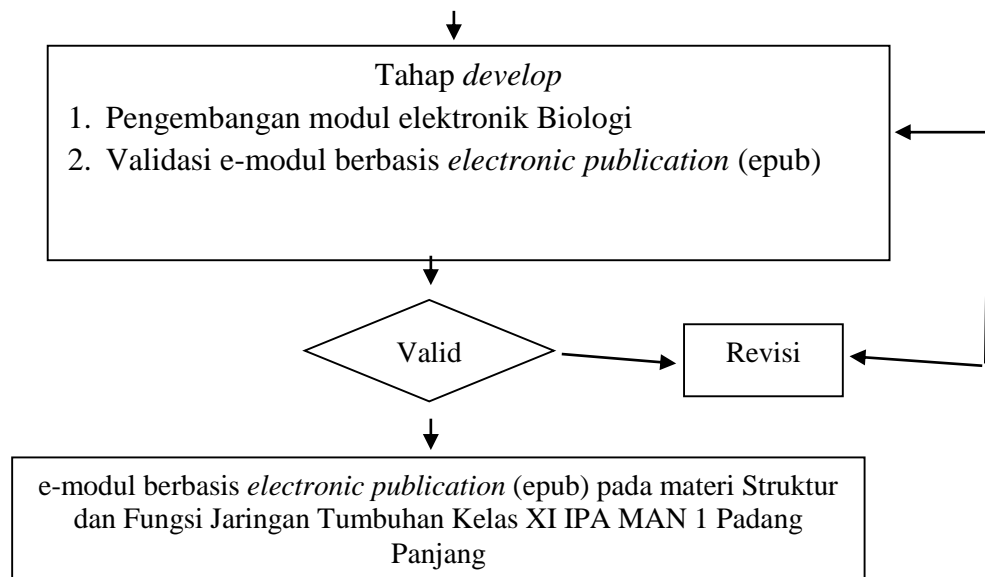 Tahap develop
1. Pengembangan modul elektronik Biologi
2. Validasi e-modul berbasis electronic publication (epub)
Valid
Revisi
e-modul berbasis electronic publication (epub) pada materi Struktur
dan Fungsi Jaringan Tumbuhan Kelas XI IPA MAN 1 Padang
Panjang